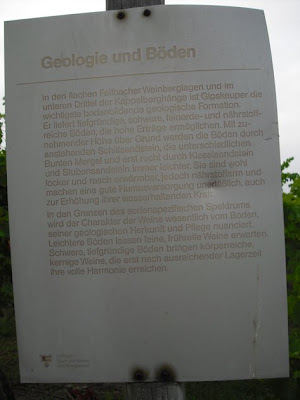 Geologie und Böden
In den flachen Fellbacher Weinberglagen und im
unteren Drittel der Kappelberghänge ist Gipskeuper die
wichtigste bodenbildende geologische Formation.
Er liefert tiefgründige, schwere, feinerde- und nährstoff-
reiche Böden, die hohe Erträge ermöglichen. Mit zu-
nehmender Höhe über Grund werden die Böden durch
anstehenden Schilfsandstein, die unterschiedlichen
Bunten Mergel und erst recht durch Kieselsandstein
und Stubensandstein immer leichter. Sie sind wohl
locker und rasch erwärmbar, jedoch nährstoffarm und
machen eine gute Humusversorgung unerläßlich, auch
zur Erhöhung ihrer wasserhaltenden Kraft.
In den Grenzen des sortenspezifischen Spektrums
wird der Charakter der Weine wesentlich vom Boden,
seiner geologischen Herkunft und Pflege nuanciert.
Leichtere Böden lassen feine, frühreife Weine erwarten.
Schwere, tiefgründige Böden bringen körperreiche,
kernige Weine, die erst nach ausreichender Lagerzeit
ihre volle Harmonie erreichen.